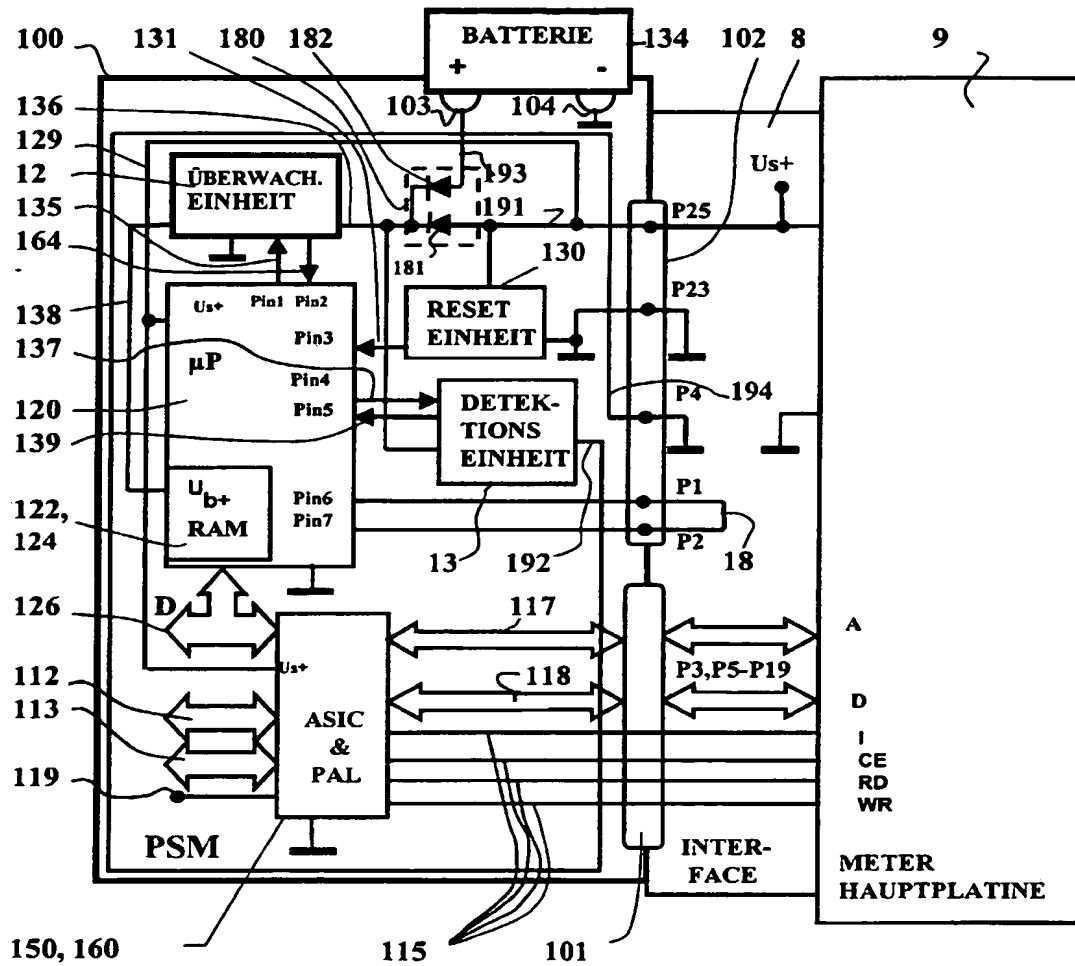 100 131 180 182 BATTERIE 134 102 8 9
+ -
103 104
136
129 193 Us+
12 ÜBERWACH. EINHEIT 191 P25
135 181 130
164 P23
138 Us+ Pin1 Pin2 RESET EINHEIT
137 µP Pin3
120 Pin4 P4 194
139 Pin5 DETEK-
TIONS
EINHEIT
Ub+ Pin6 P1
122, RAM Pin7 P2
124 13 192 18
126 D 117 A
Us+ P3,P5-P19
112 118 D
113 ASIC I
& CE
119 PAL RD
WR
PSM INTER-
FACE METER
HAUPTPLATINE
150, 160 115 101